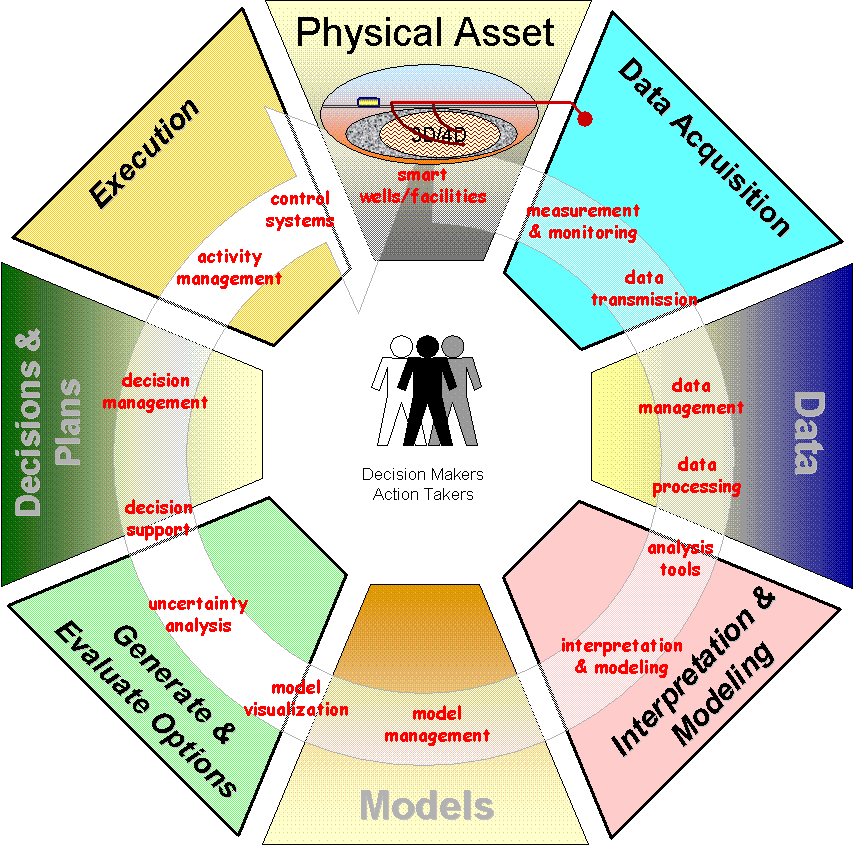 Physical Asset
3D/4D
smart
wells/facilities
Data Acquisition
measurement
& monitoring
data
transmission
Data
data
management
data
processing
analysis
tools
Interpretation &
Modeling
interpretation
& modeling
Models
model
management
model
visualization
Generate &
Evaluate Options
uncertainty
analysis
decision
support
Decisions &
Plans
decision
management
Execution
activity
management
control
systems
Decision Makers
Action Takers